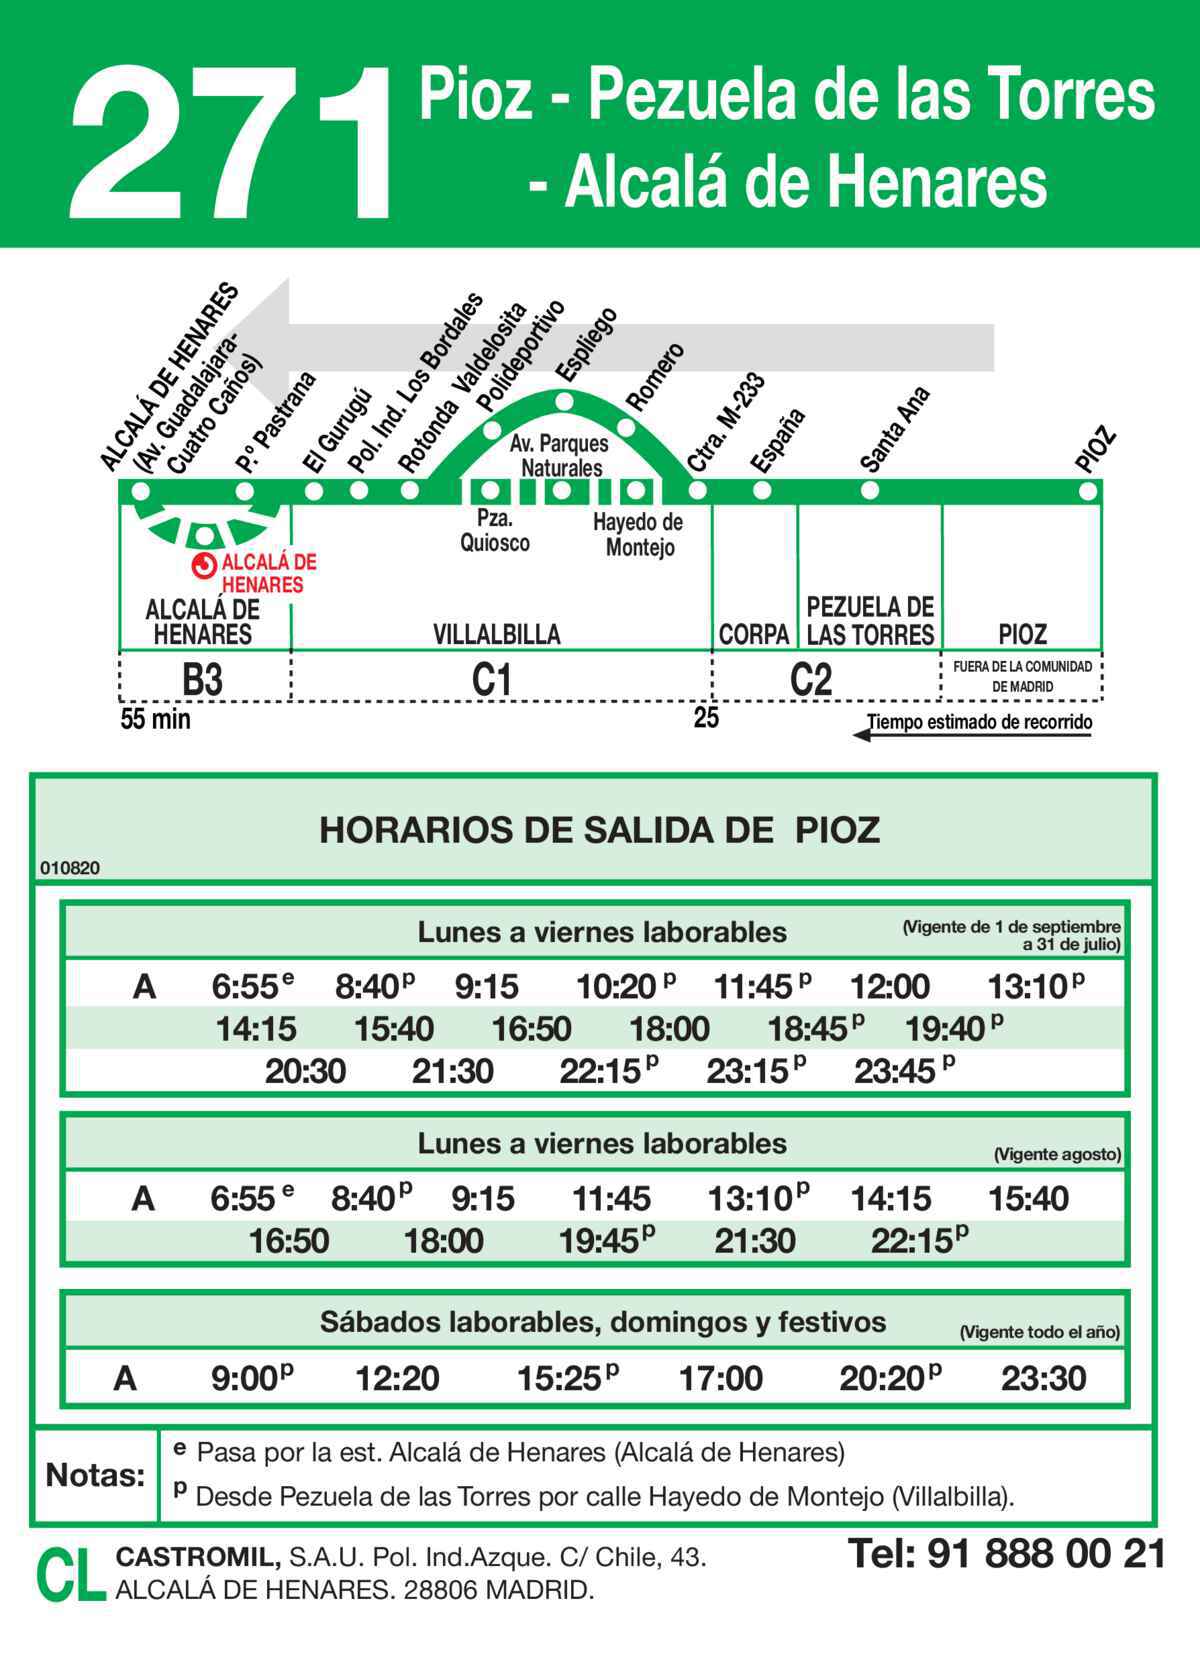 271
Pioz - Pezuela de las Torres
- Alcalá de Henares
ALCALÁ DE HENARES
(Av. Guadalajara-
Cuatro Caños)
P.º Pastrana
El Gurugú
Pol. Ind. Los Bordales
Rotonda Valdelosita
Polideportivo
Espliego
Romero
Ctra. M-233
España
Santa Ana
PIOZ
Av. Parques
Naturales
Pza.
Quiosco
Hayedo de
Montejo
ALCALÁ DE
HENARES
ALCALÁ DE
HENARES
VILLALBILLA
CORPA
PEZUELA DE
LAS TORRES
PIOZ
B3
C1
C2
FUERA DE LA COMUNIDAD
DE MADRID
55 min
25
Tiempo estimado de recorrido
HORARIOS DE SALIDA DE PIOZ
010820
Lunes a viernes laborables
(Vigente de 1 de septiembre
a 31 de julio)
A 6:55 e 8:40 p 9:15 10:20 p 11:45 p 12:00 13:10 p
14:15 15:40 16:50 18:00 18:45 p 19:40 p
20:30 21:30 22:15 p 23:15 p 23:45 p
Lunes a viernes laborables
(Vigente agosto)
A 6:55 e 8:40 p 9:15 11:45 13:10 p 14:15 15:40
16:50 18:00 19:45 p 21:30 22:15 p
Sábados laborables, domingos y festivos
(Vigente todo el año)
A 9:00 p 12:20 15:25 p 17:00 20:20 p 23:30
Notas:
e Pasa por la est. Alcalá de Henares (Alcalá de Henares)
p Desde Pezuela de las Torres por calle Hayedo de Montejo (Villalbilla).
CL
CASTROMIL, S.A.U. Pol. Ind.Azque. C/ Chile, 43.
ALCALÁ DE HENARES. 28806 MADRID.
Tel: 91 888 00 21